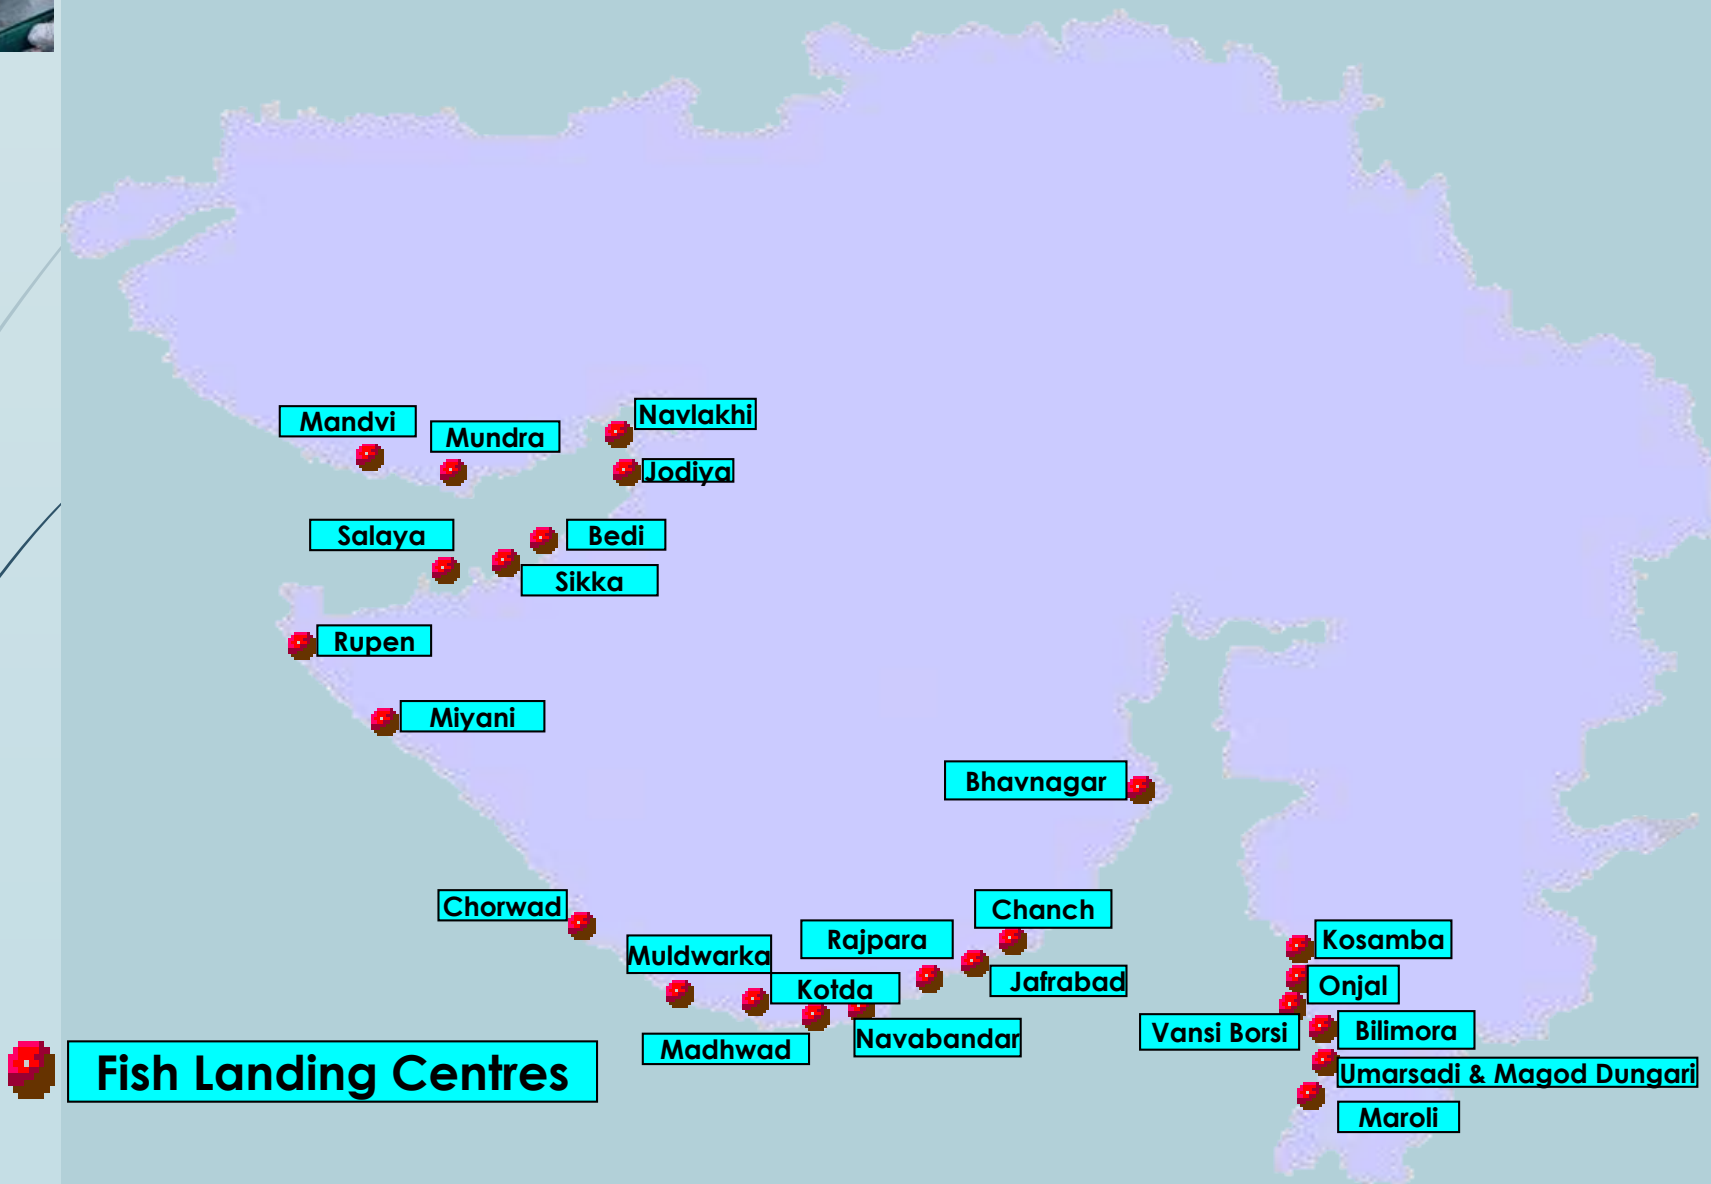 Navlakhi
Mandvi
Mundra
Jodiya
Salaya
Bedi
Sikka
Rupen
Miyani
Bhavnagar
Chorwad
Chanch
Rajpara
Kosamba
Muldwarka
Jafrabad
Onjal
Kotda
Vansi Borsi
Bilimora
Navabandar
Madhwad
Fish Landing Centres
Umarsadi & Magod Dungari
Maroli